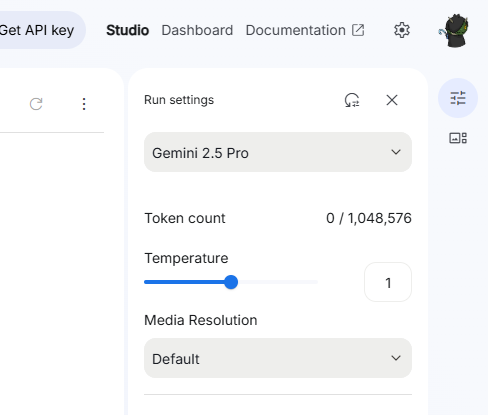 Get API key Studio Dashboard Documentation
Run settings
Gemini 2.5 Pro
Token count 0 / 1,048,576
Temperature
1
Media Resolution
Default